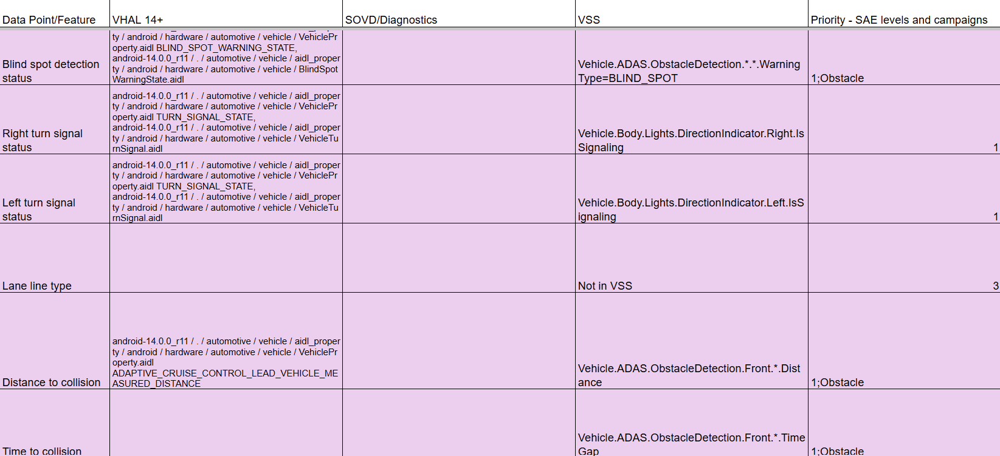 Data Point/Feature
VHAL 14+
SOVD/Diagnostics
VSS
Priority - SAE levels and campaigns
Blind spot detection
status
ty / android / hardware / automotive / vehicle / VehiclePr
operty.aidl BLIND_SPOT_WARNING_STATE,
android-14.0.0_r11 / . / automotive / vehicle / aidl_proper
ty / android / hardware / automotive / vehicle / BlindSpot
WarningState.aidl
Vehicle.ADAS.ObstacleDetection.*.*.Warning
Type=BLIND_SPOT
1;Obstacle
Right turn signal
status
android-14.0.0_r11 / . / automotive / vehicle / aidl_proper
ty / android / hardware / automotive / vehicle / VehiclePr
operty.aidl TURN_SIGNAL_STATE,
android-14.0.0_r11 / . / automotive / vehicle / aidl_proper
ty / android / hardware / automotive / vehicle / VehicleTu
rnSignal.aidl
Vehicle.Body.Lights.DirectionIndicator.Right.Is
Signaling
1
Left turn signal
status
android-14.0.0_r11 / . / automotive / vehicle / aidl_proper
ty / android / hardware / automotive / vehicle / VehiclePr
operty.aidl TURN_SIGNAL_STATE,
android-14.0.0_r11 / . / automotive / vehicle / aidl_proper
ty / android / hardware / automotive / vehicle / VehicleTu
rnSignal.aidl
Vehicle.Body.Lights.DirectionIndicator.Left.IsS
ignaling
1
Lane line type
Not in VSS
3
Distance to collision
android-14.0.0_r11 / . / automotive / vehicle / aidl_proper
ty / android / hardware / automotive / vehicle / VehiclePr
operty.aidl
ADAPTIVE_CRUISE_CONTROL_LEAD_VEHICLE_ME
ASURED_DISTANCE
Vehicle.ADAS.ObstacleDetection.Front.*.Dist
ance
1;Obstacle
Time to collision
Vehicle.ADAS.ObstacleDetection.Front.*.Time
Gap
1;Obstacle